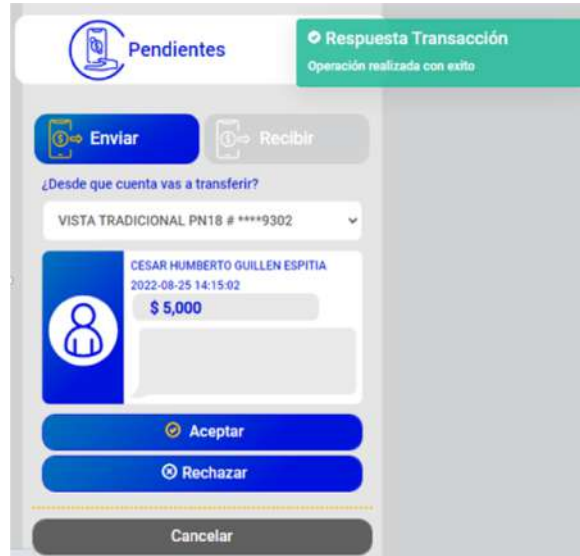 Pendientes
Respuesta Transacción
Operación realizada con exito
Enviar
Recibir
¿Desde que cuenta vas a transferir?
VISTA TRADICIONAL PN18 # ****9302
CESAR HUMBERTO GUILLEN ESPITIA
2022-08-25 14:15:02
$ 5,000
Aceptar
Rechazar
Cancelar